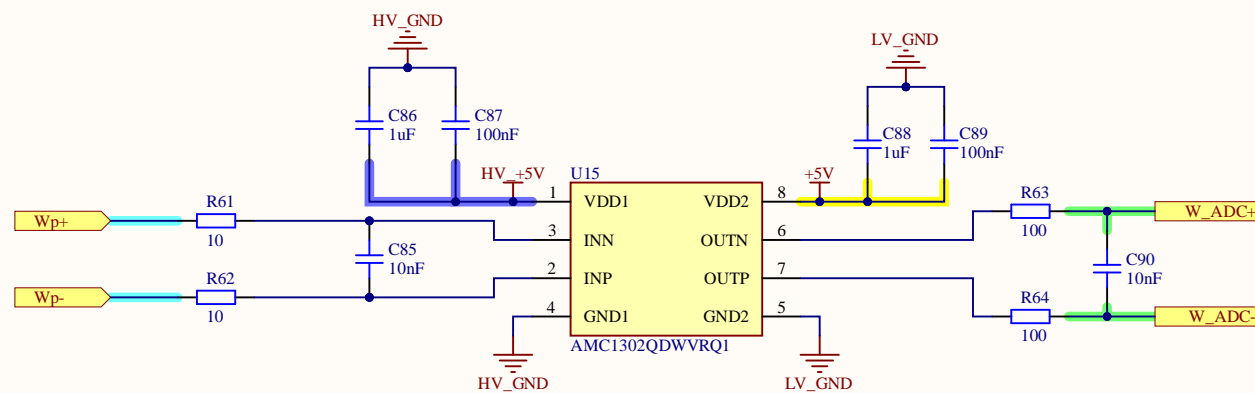 HV_GND
LV_GND
C86
1uF
C87
100nF
C88
1uF
C89
100nF
HV_+5V
+5V
U15
1
VDD1
VDD2
8
Wp+
R61
10
3
INN
OUTN
6
R63
100
W_ADC+
C85
10nF
C90
10nF
Wp-
R62
10
2
INP
OUTP
7
R64
100
W_ADC-
4
GND1
GND2
5
AMC1302QDWVRQ1
HV_GND
LV_GND